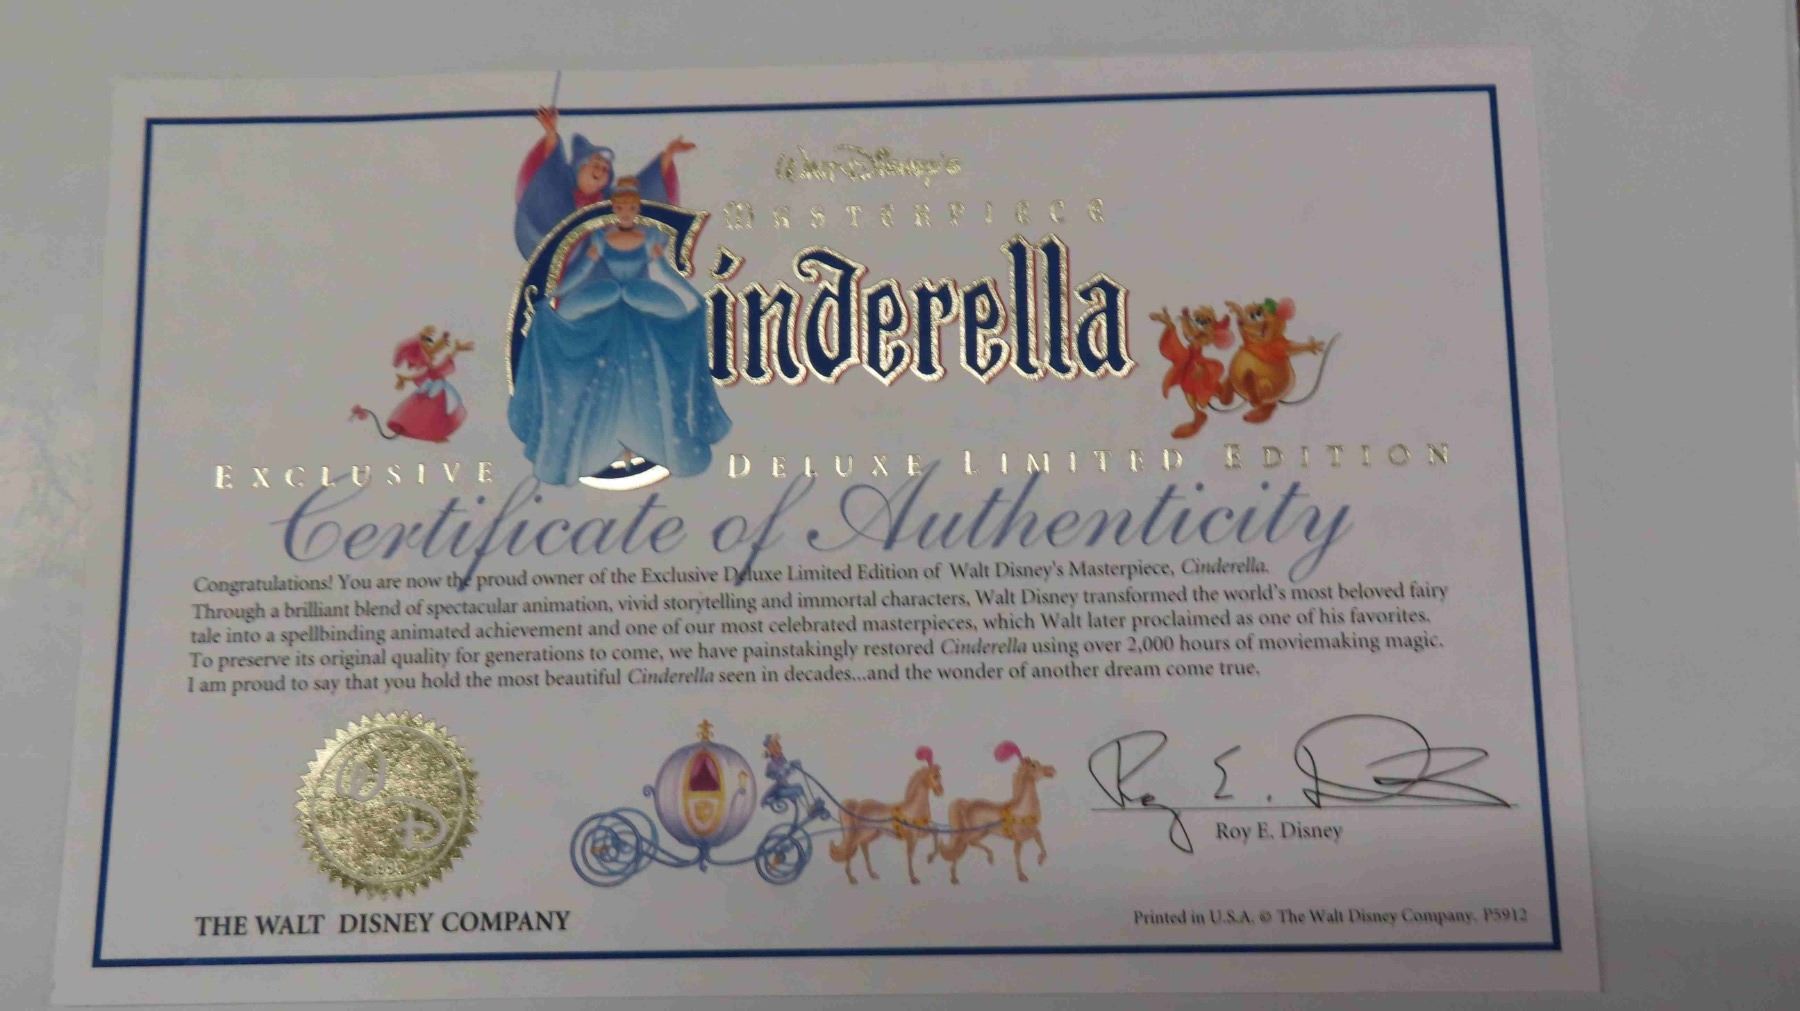 Walt Disney's
MASTERPIECE
Cinderella
EXCLUSIVE DELUXE LIMITED EDITION
Certificate of Authenticity
Congratulations! You are now the proud owner of the Exclusive Deluxe Limited Edition of Walt Disney's Masterpiece, Cinderella.
Through a brilliant blend of spectacular animation, vivid storytelling and immortal characters, Walt Disney transformed the world's most beloved fairy
tale into a spellbinding animated achievement and one of our most celebrated masterpieces, which Walt later proclaimed as one of his favorites.
To preserve its original quality for generations to come, we have painstakingly restored Cinderella using over 2,000 hours of moviemaking magic.
I am proud to say that you hold the most beautiful Cinderella seen in decades...and the wonder of another dream come true.
WD
Roy E. Disney
Roy E. Disney
THE WALT DISNEY COMPANY
Printed in U.S.A. © The Walt Disney Company. P5912